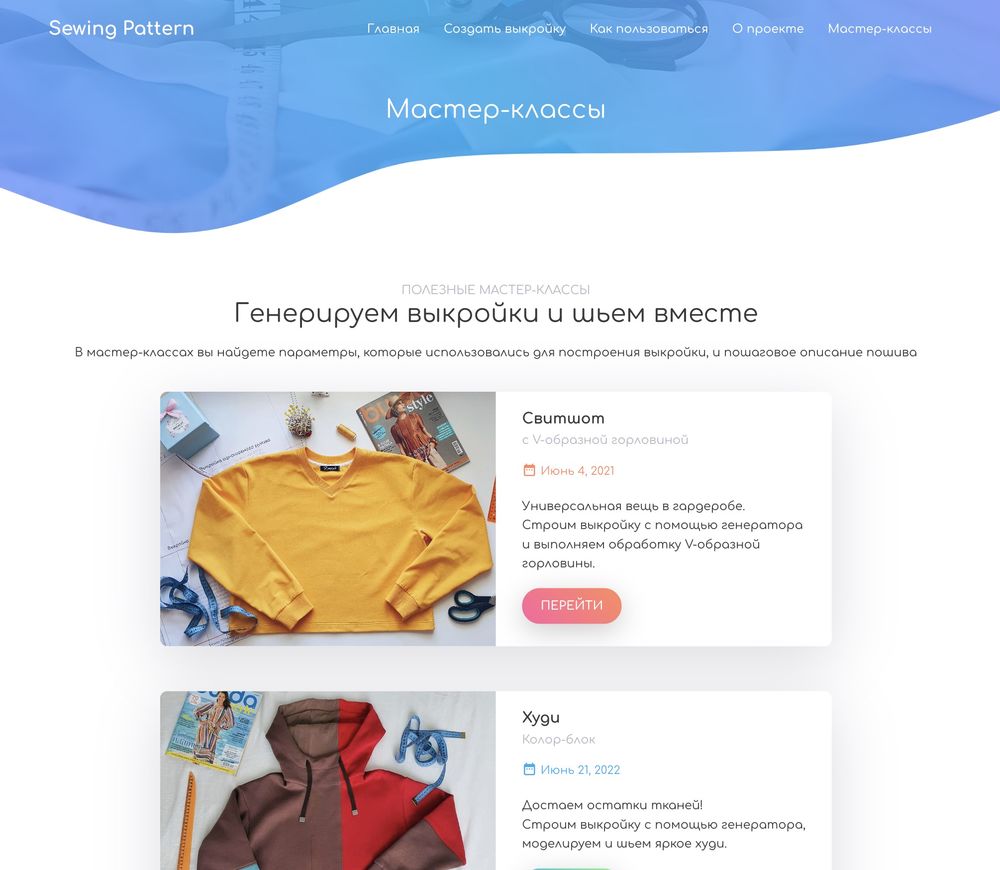 Sewing Pattern
Главная Создать выкройку Как пользоваться О проекте Мастер-классы
Мастер-классы
ПОЛЕЗНЫЕ МАСТЕР-КЛАССЫ
Генерируем выкройки и шьем вместе
В мастер-классах вы найдете параметры, которые использовались для построения выкройки, и пошаговое описание пошива
style
Свитшот
с V-образной горловиной
Июнь 4, 2021
Универсальная вещь в гардеробе.
Строим выкройку с помощью генератора
и выполняем обработку V-образной
горловины.
ПЕРЕЙТИ
Худи
Колор-блок
Июнь 21, 2022
Достаем остатки тканей!
Строим выкройку с помощью генератора,
моделируем и шьем яркое худи.